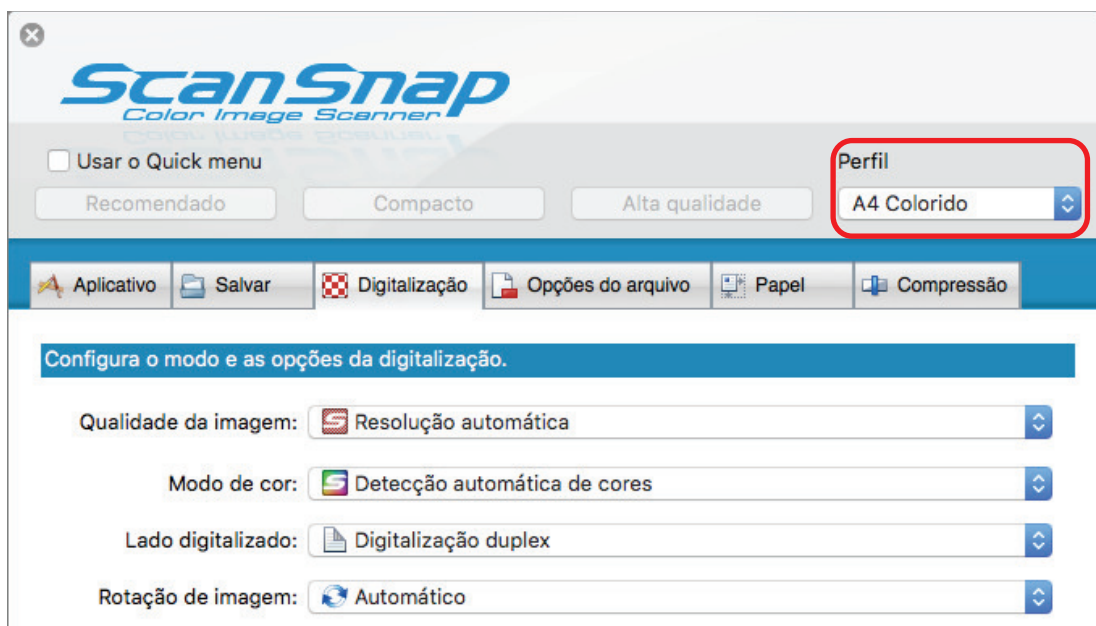 ScanSnap
Color Image Scanner
Usar o Quick menu
Perfil
Recomendado
Compacto
Alta qualidade
A4 Colorido
Aplicativo
Salvar
Digitalização
Opções do arquivo
Papel
Compressão
Configura o modo e as opções da digitalização.
Qualidade da imagem: Resolução automática
Modo de cor: Detecção automática de cores
Lado digitalizado: Digitalização duplex
Rotação de imagem: Automático